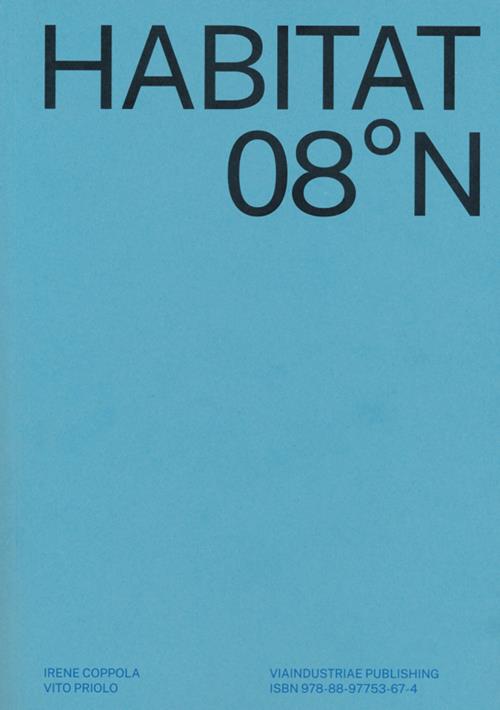 HABITAT
08°N
IRENE COPPOLA
VITO PRIOLO
VIAINDUSTRIAE PUBLISHING
ISBN 978-88-97753-67-4